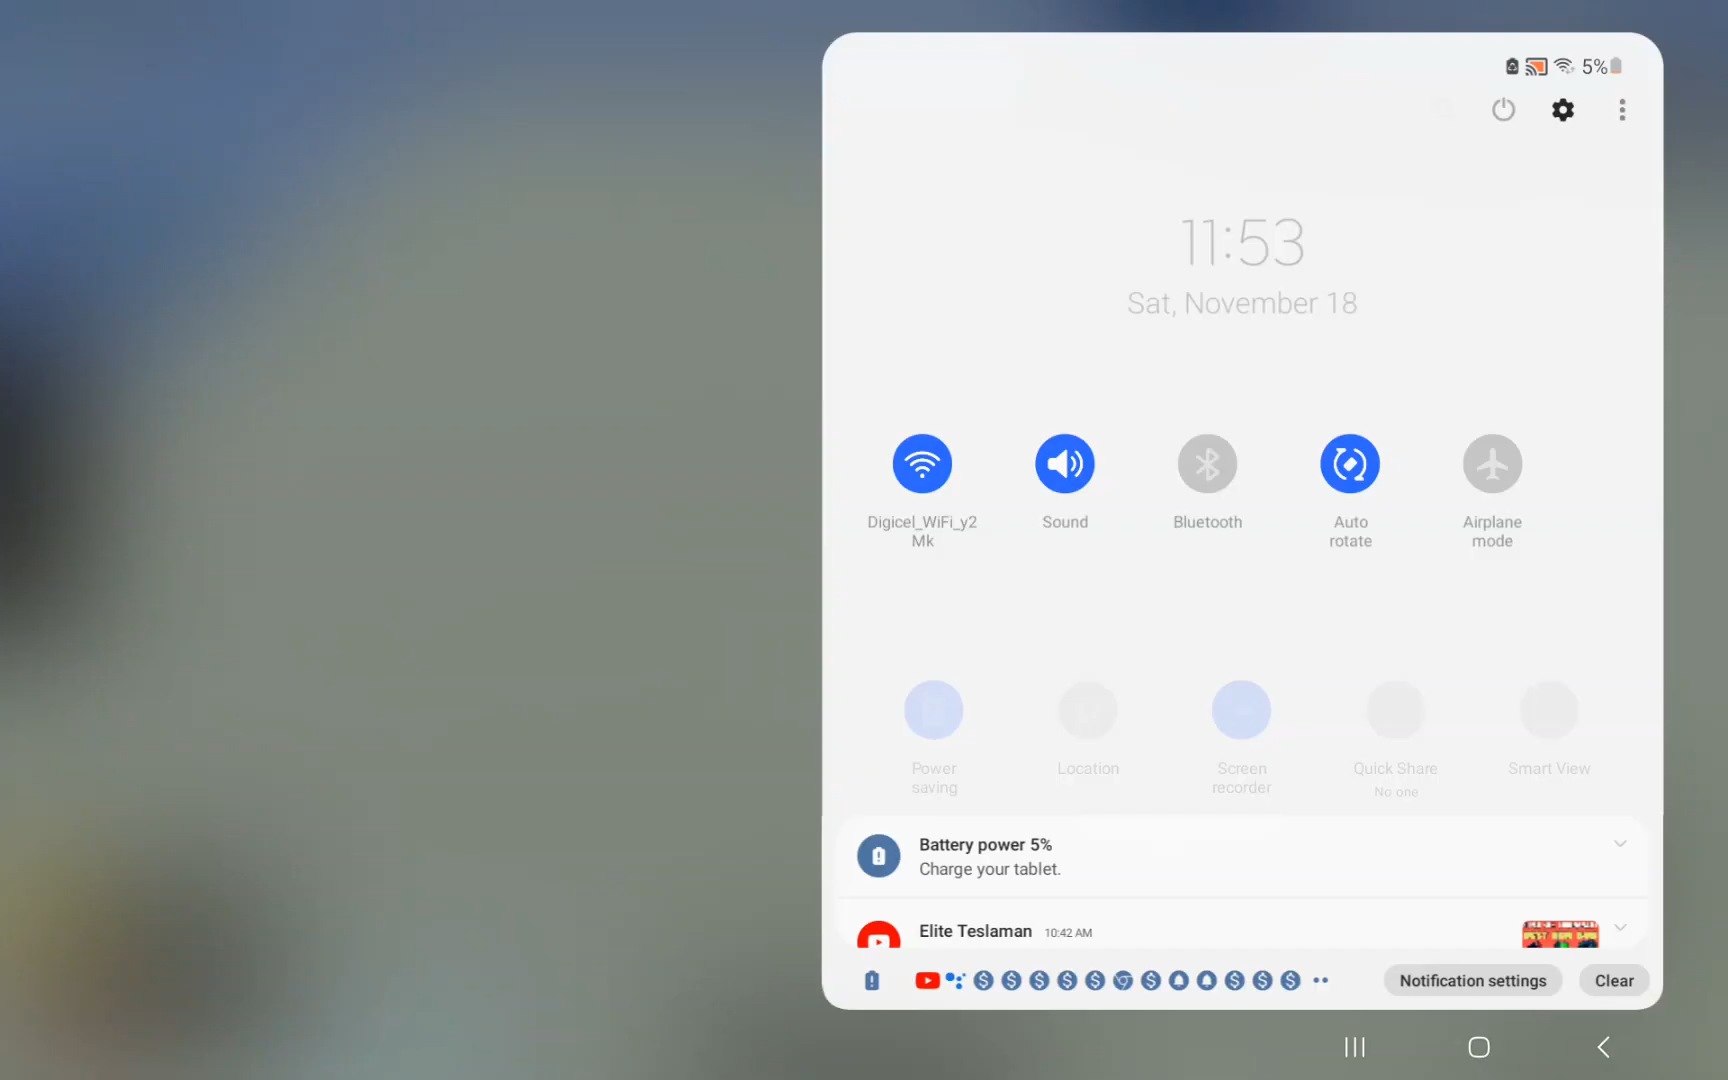 5%
11:53
Sat, November 18
Digicel_WiFi_y2
Mk
Sound
Bluetooth
Auto
rotate
Airplane
mode
Power
saving
Location
Screen
recorder
Quick Share
No one
Smart View
Battery power 5%
Charge your tablet.
Elite Teslaman 10:42 AM
Notification settings
Clear